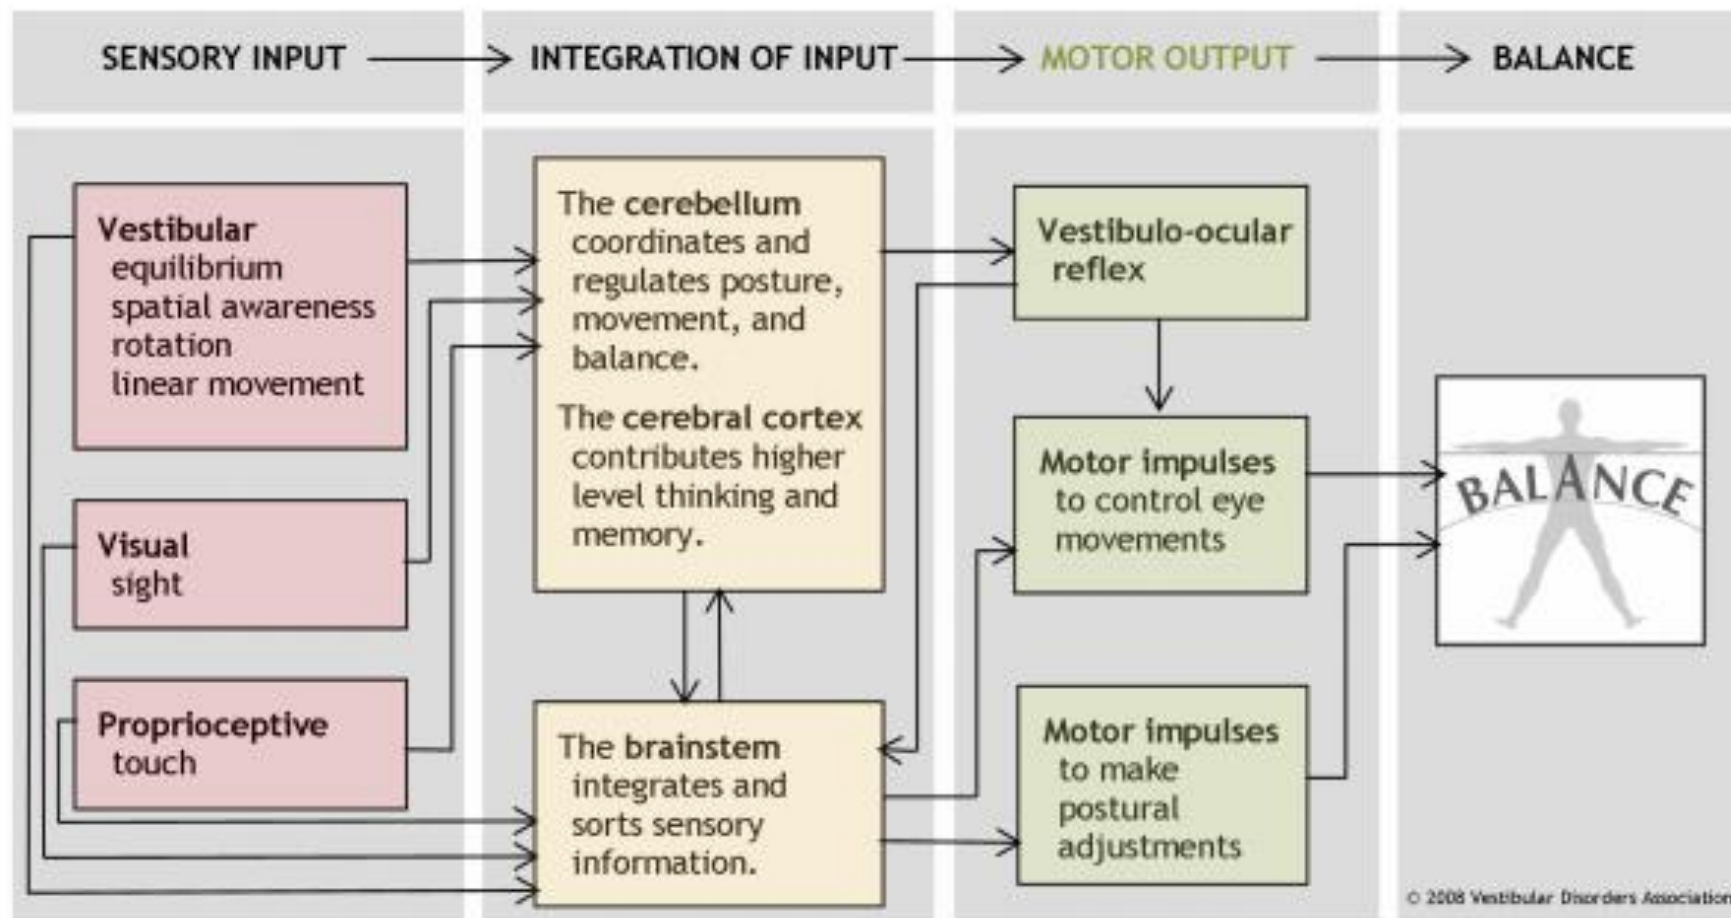 SENSORY INPUT
INTEGRATION OF INPUT
MOTOR OUTPUT
BALANCE
Vestibular
equilibrium
spatial awareness
rotation
linear movement
Visual
sight
Proprioceptive
touch
The cerebellum
coordinates and
regulates posture,
movement, and
balance.
The cerebral cortex
contributes higher
level thinking and
memory.
The brainstem
integrates and
sorts sensory
information.
Vestibulo-ocular
reflex
Motor impulses
to control eye
movements
Motor impulses
to make
postural
adjustments
BALANCE
© 2008 Vestibular Disorders Association